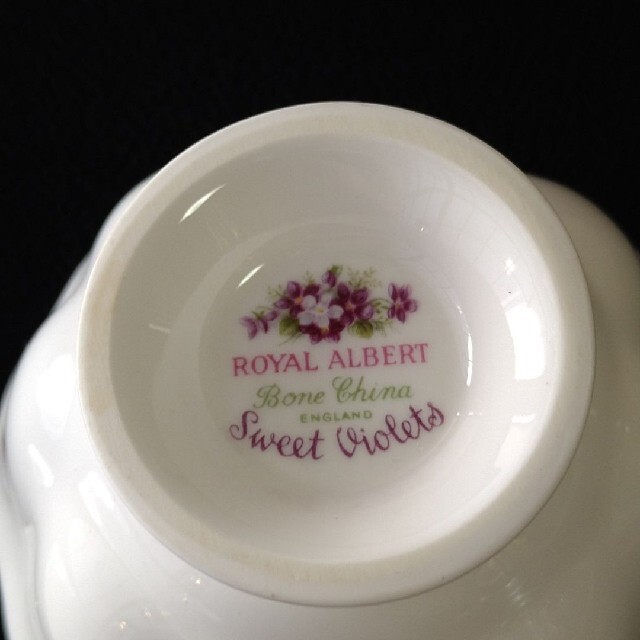 ROYAL ALBERT
Bone China
ENGLAND
Sweet Violets